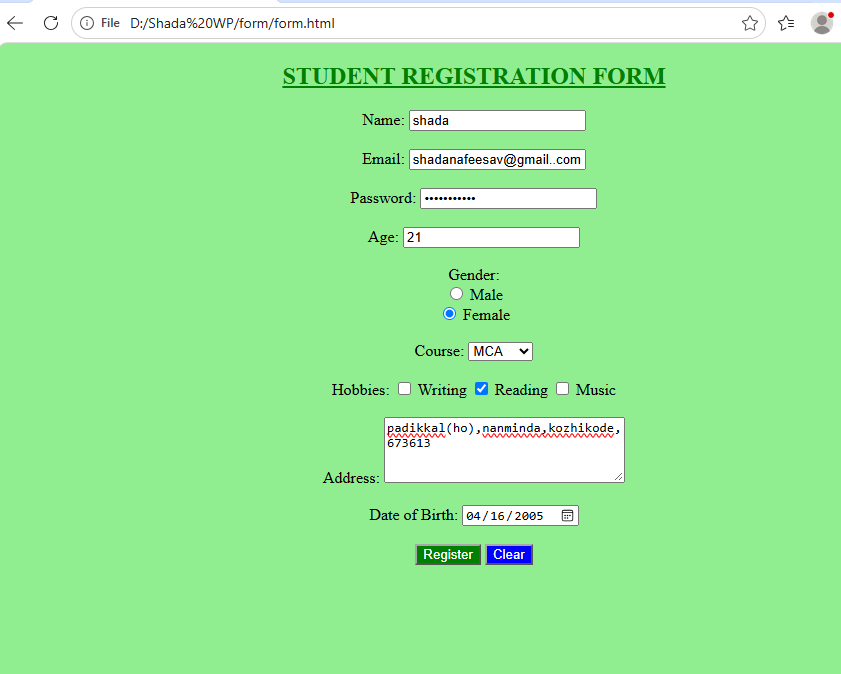 File D:/Shada%20WP/form/form.html
STUDENT REGISTRATION FORM
Name: shada
Email: shadanafeesav@gmail..com
Password: •••••••••••
Age: 21
Gender:
Male
Female
Course: MCA
Hobbies: Writing Reading Music
padikkal(ho),nanminda,kozhikode,
673613
Address:
Date of Birth: 04/16/2005
Register Clear